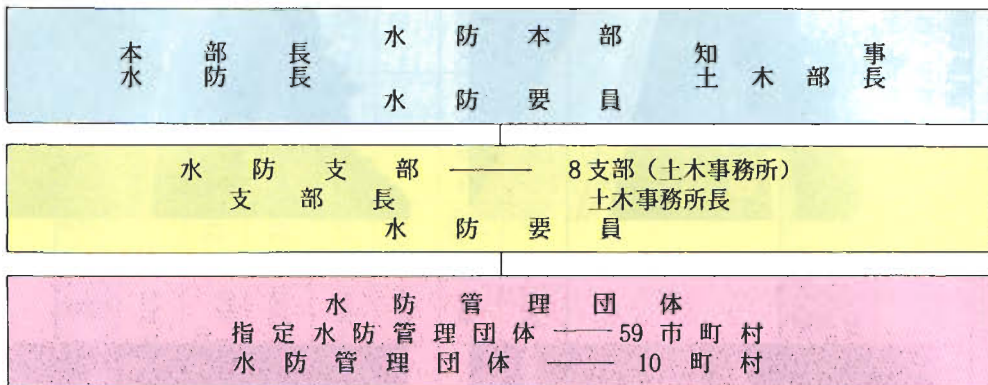 水防本部
本部長 知事
水防長 土木部長
水防要員
水防支部 —— 8支部（土木事務所）
支部長 土木事務所長
水防要員
水防管理団体
指定水防管理団体 —— 59市町村
水防管理団体 —— 10町村